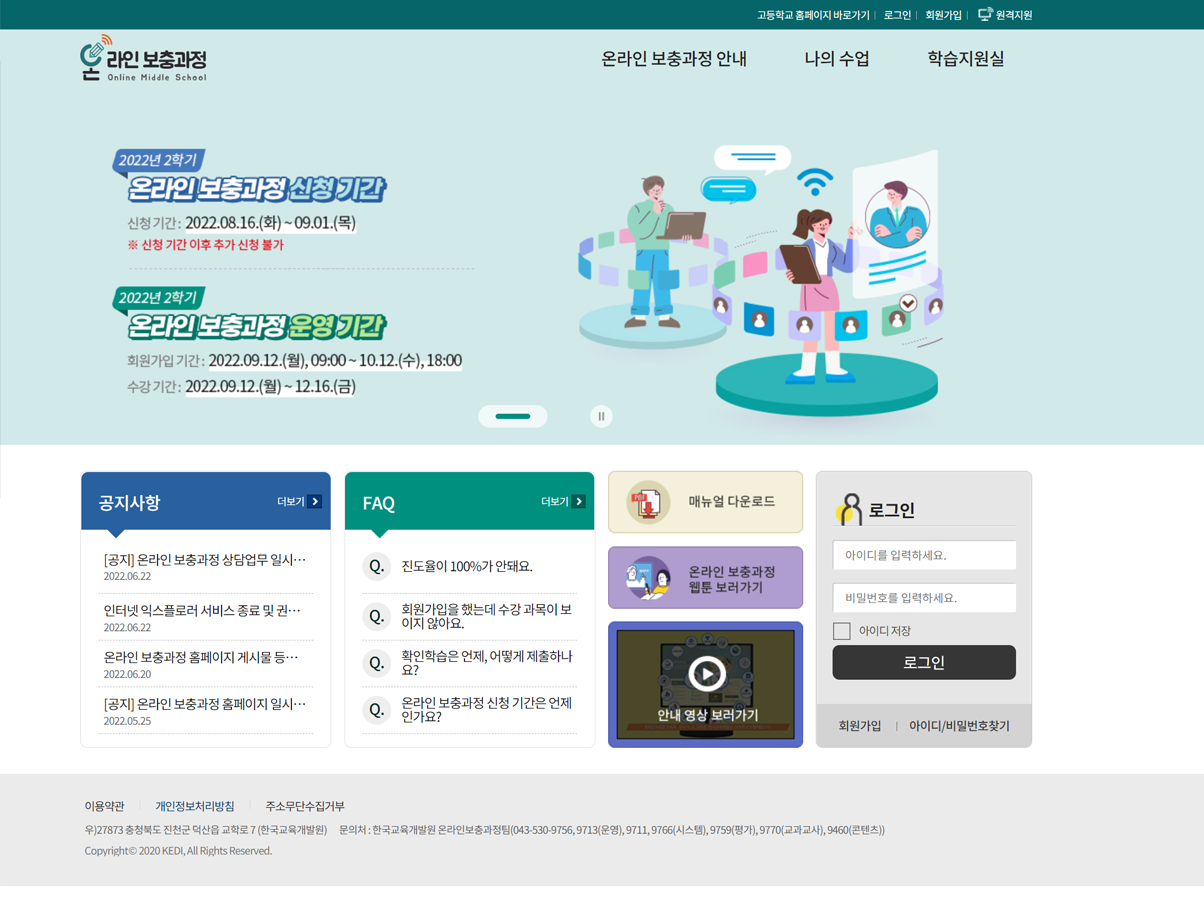 고등학교 홈페이지 바로가기 | 로그인 | 회원가입 | 원격지원
온라인 보충과정
Online Middle School
온라인 보충과정 안내 나의 수업 학습지원실
2022년 2학기
온라인 보충과정 신청 기간
신청 기간 : 2022.08.16.(화) ~ 09.01.(목)
※ 신청 기간 이후 추가 신청 불가
2022년 2학기
온라인 보충과정 운영 기간
회원가입 기간 : 2022.09.12.(월), 09:00 ~ 10.12.(수), 18:00
수강 기간 : 2022.09.12.(월) ~ 12.16.(금)
공지사항 더보기
[공지] 온라인 보충과정 상담업무 일시…
2022.06.22
인터넷 익스플로러 서비스 종료 및 권…
2022.06.22
온라인 보충과정 홈페이지 게시물 등…
2022.06.20
[공지] 온라인 보충과정 홈페이지 일시…
2022.05.25
FAQ 더보기
Q. 진도율이 100%가 안돼요.
Q. 회원가입을 했는데 수강 과목이 보
이지 않아요.
Q. 확인학습은 언제, 어떻게 제출하나
요?
Q. 온라인 보충과정 신청 기간은 언제
인가요?
PDF
매뉴얼 다운로드
온라인 보충과정
웹툰 보러가기
안내 영상 보러가기
로그인
아이디를 입력하세요.
비밀번호를 입력하세요.
아이디 저장
로그인
회원가입 | 아이디/비밀번호찾기
이용약관 개인정보처리방침 주소무단수집거부
우)27873 충청북도 진천군 덕산읍 교학로 7 (한국교육개발원) 문의처 : 한국교육개발원 온라인보충과정팀(043-530-9756, 9713(운영), 9711, 9766(시스템), 9759(평가), 9770(교과교사), 9460(콘텐츠))
Copyright© 2020 KEDI, All Rights Reserved.